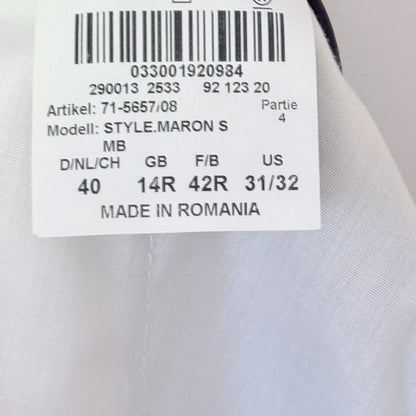 033001920984
290013 2533 92 123 20
Artikel: 71-5657/08 Partie
4
Modell: STYLE.MARON S
MB
D/NL/CH GB F/B US
40 14R 42R 31/32
MADE IN ROMANIA